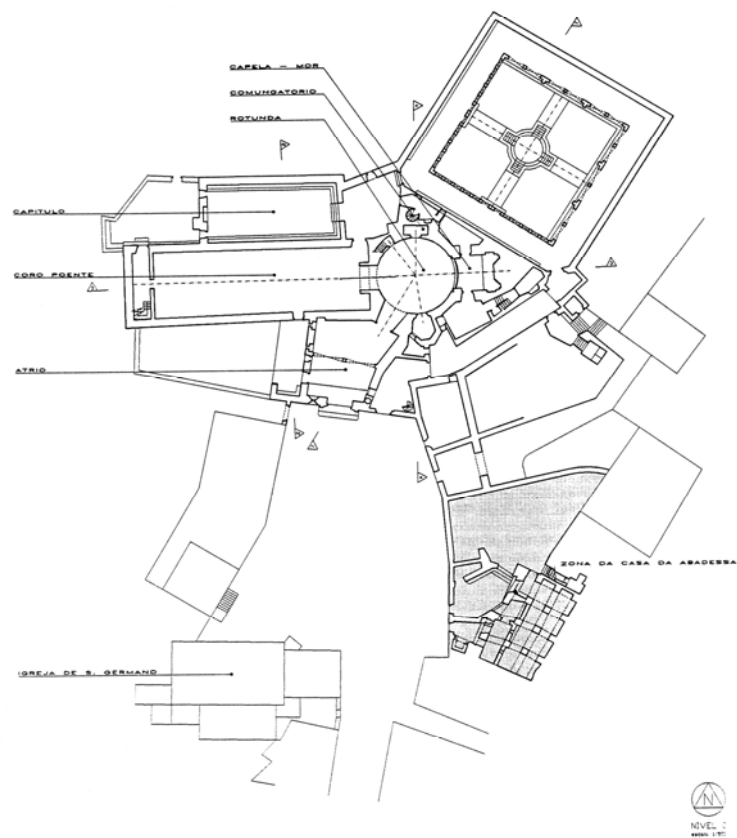 CAPELA — MOR
COMUNGATORIO
ROTUNDA
CAPITULO
CORO POENTE
ATRIO
ZONA DA CASA DA ABADESSA
IGREJA DE S. GERMANO
N
NIVEL